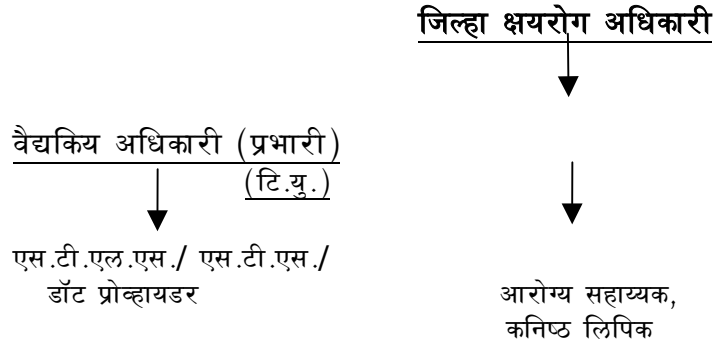 जिल्हा क्षयरोग अधिकारी
वैद्यकिय अधिकारी (प्रभारी)
(टि.यु.)
एस.टी.एल.एस./ एस.टी.एस./
डॉट प्रोव्हायडर
आरोग्य सहाय्यक,
कनिष्ठ लिपिक